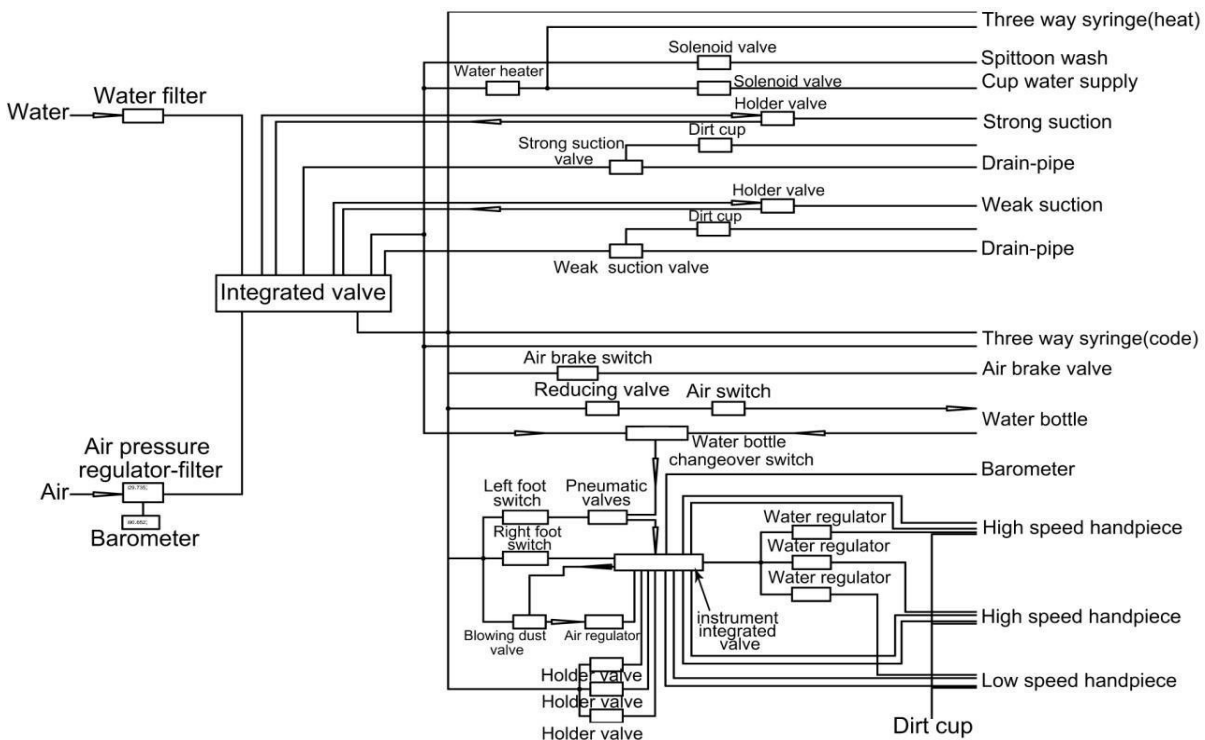 Three way syringe(heat)
Solenoid valve
Spittoon wash
Water heater
Solenoid valve
Cup water supply
Water
Water filter
Holder valve
Strong suction
Dirt cup
Strong suction
valve
Drain-pipe
Holder valve
Weak suction
Dirt cup
Drain-pipe
Weak suction valve
Integrated valve
Three way syringe(code)
Air brake switch
Air brake valve
Reducing valve
Air switch
Water bottle
Water bottle
changeover switch
Air pressure
regulator-filter
Air
Barometer
Barometer
Left foot
switch
Pneumatic
valves
Right foot
switch
Water regulator
Water regulator
Water regulator
High speed handpiece
instrument
integrated
valve
High speed handpiece
Blowing dust
valve
Air regulator
Holder valve
Holder valve
Holder valve
Low speed handpiece
Dirt cup